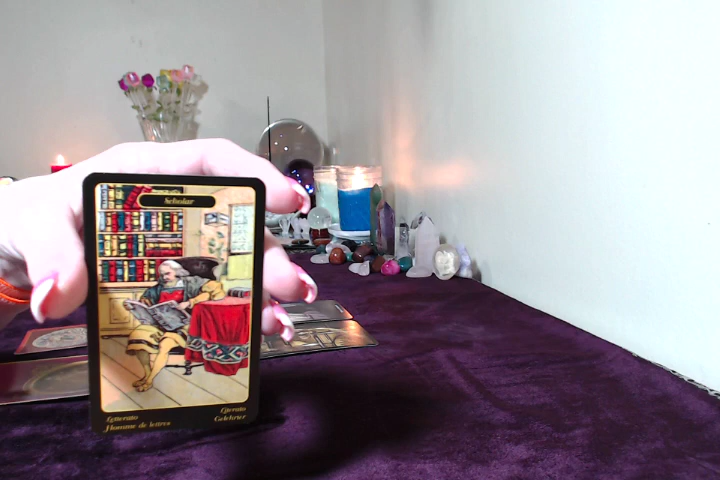 Scholar
Letterato
Homme de lettres
Literato
Gelehrter